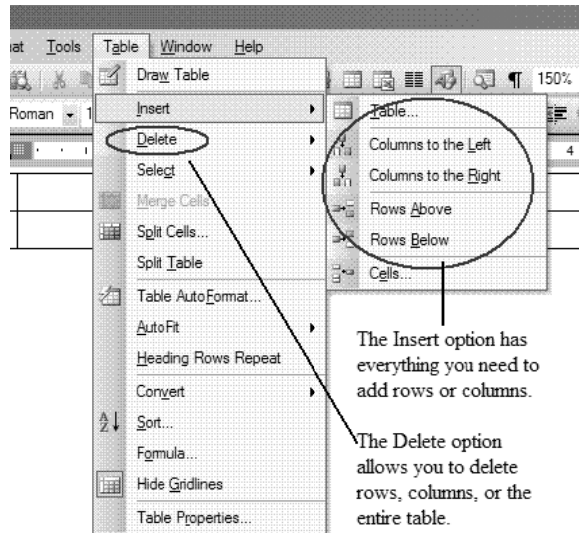 at Tools Table Window Help
Draw Table
150%
Roman 1
Insert
Table...
Delete
Columns to the Left
4
Select
Columns to the Right
Merge Cells
Rows Above
Split Cells...
Rows Below
Split Table
Cells...
Table AutoFormat...
AutoFit
Heading Rows Repeat
Convert
Sort...
Formula...
Hide Gridlines
Table Properties...
The Insert option has
everything you need to
add rows or columns.
The Delete option
allows you to delete
rows, columns, or the
entire table.